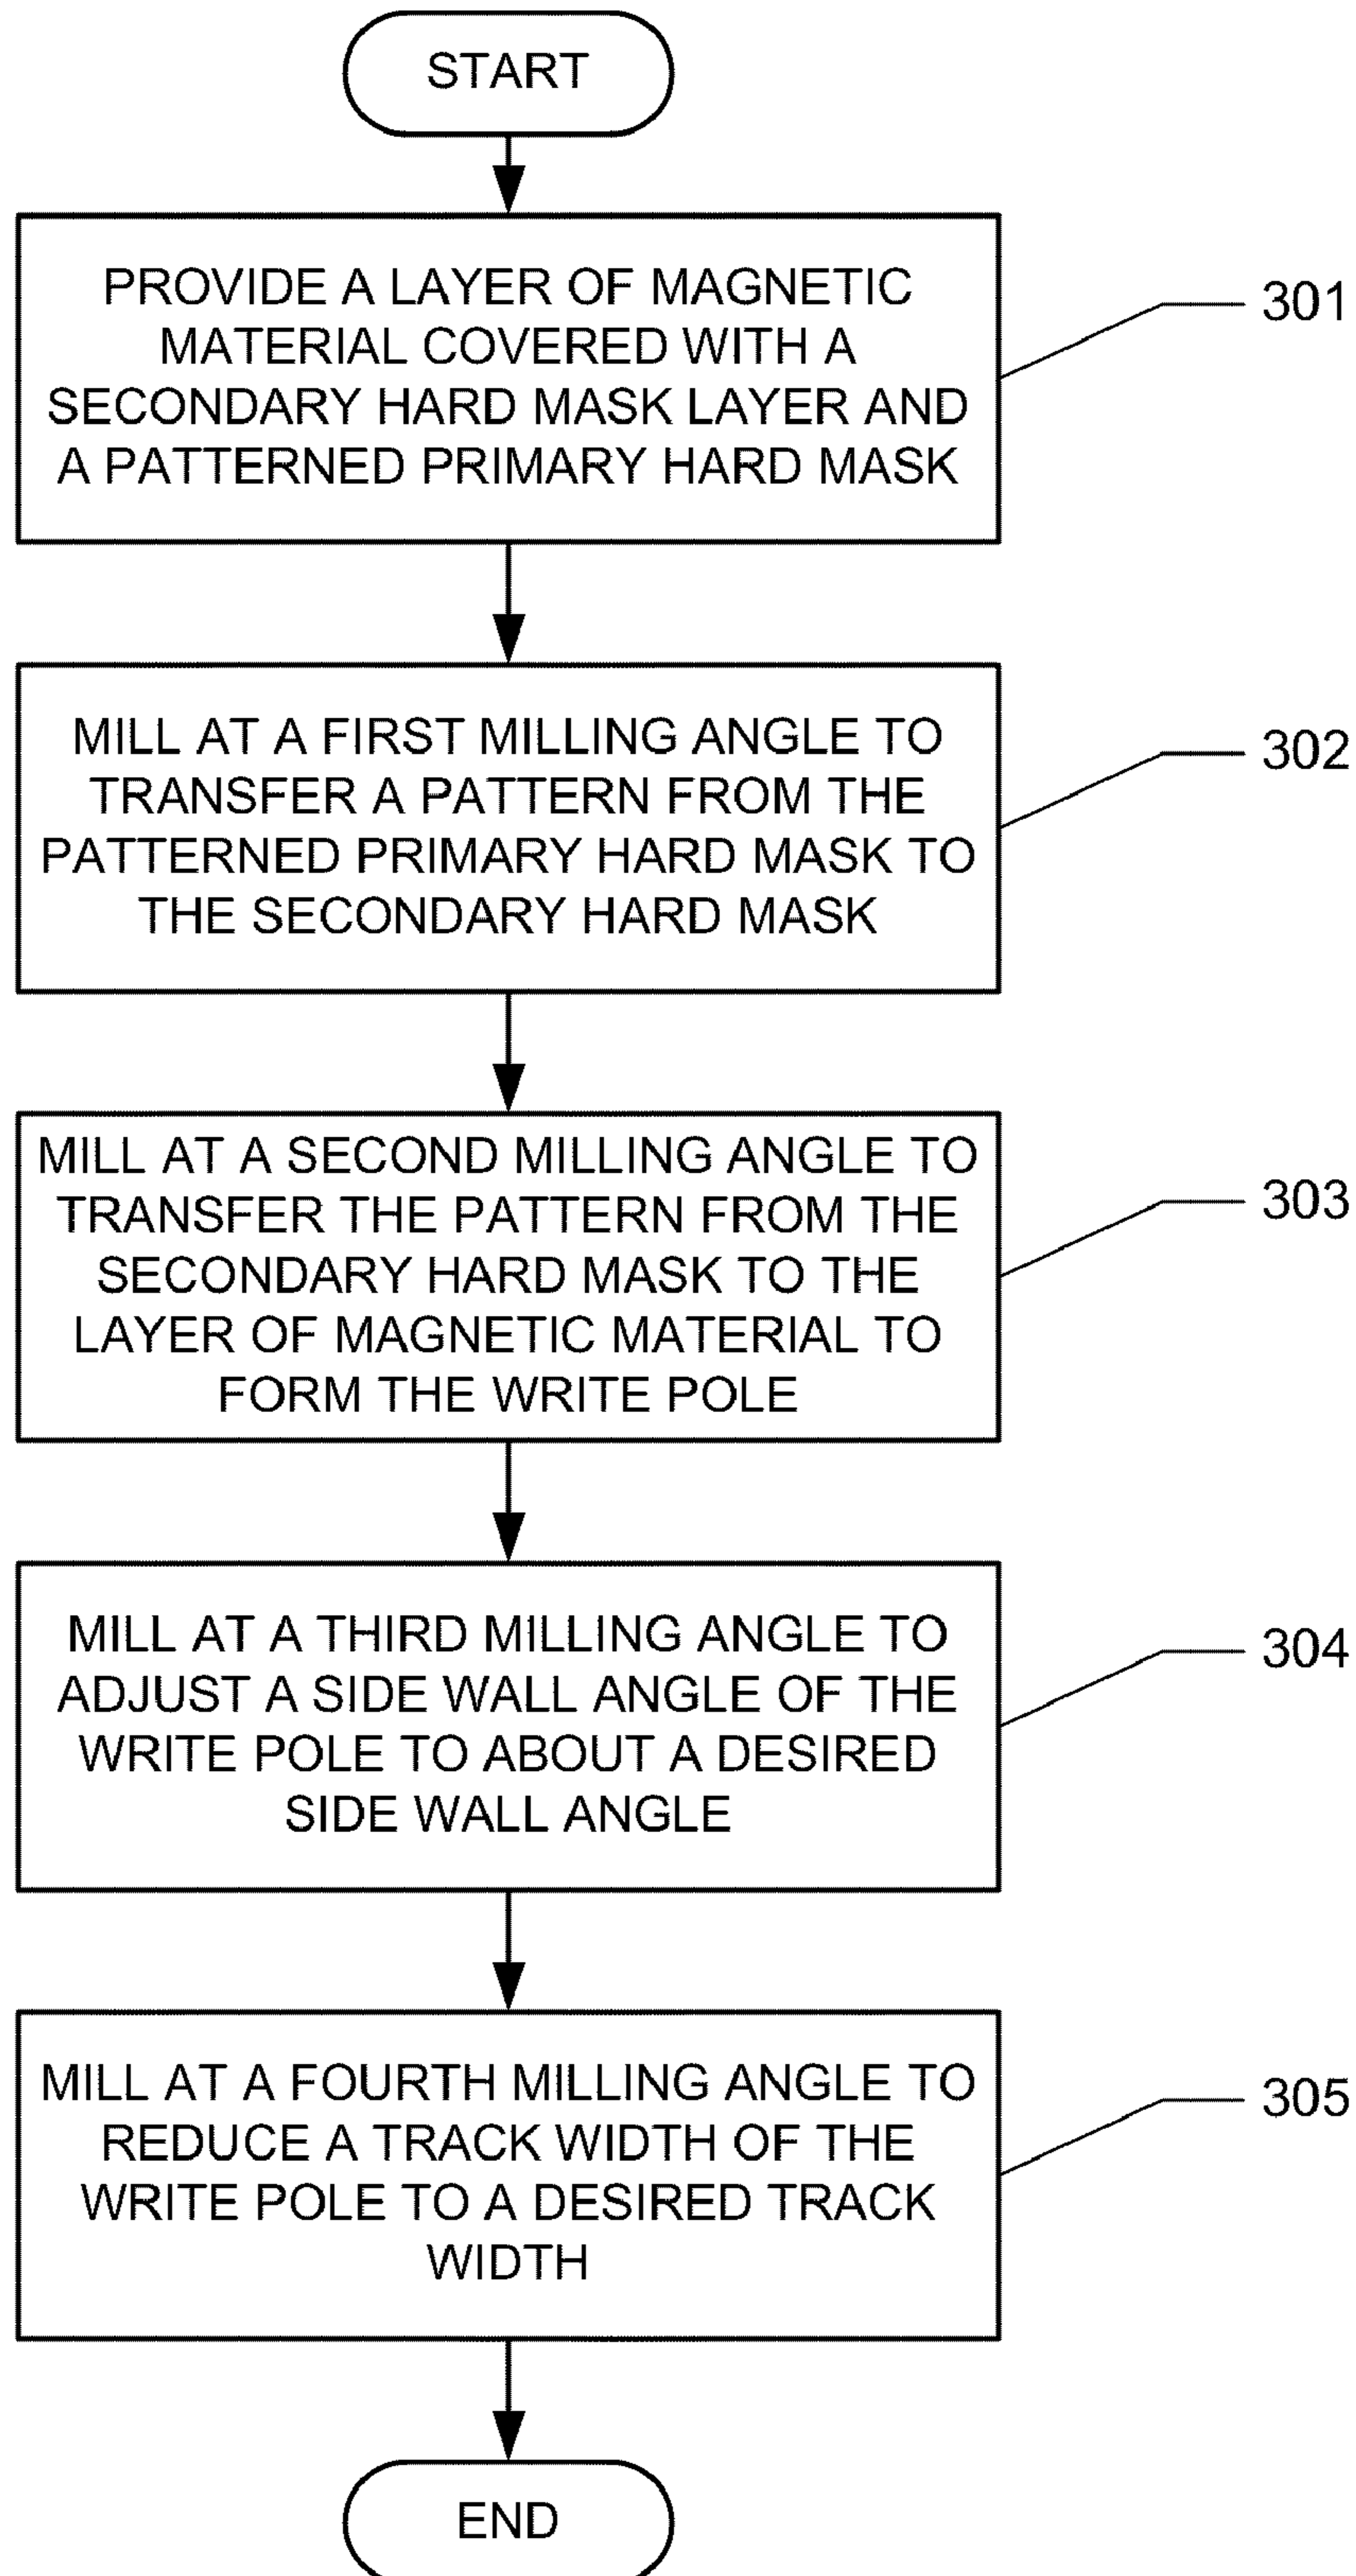 START
PROVIDE A LAYER OF MAGNETIC
MATERIAL COVERED WITH A
SECONDARY HARD MASK LAYER AND
A PATTERNED PRIMARY HARD MASK
301
MILL AT A FIRST MILLING ANGLE TO
TRANSFER A PATTERN FROM THE
PATTERNED PRIMARY HARD MASK TO
THE SECONDARY HARD MASK
302
MILL AT A SECOND MILLING ANGLE TO
TRANSFER THE PATTERN FROM THE
SECONDARY HARD MASK TO THE
LAYER OF MAGNETIC MATERIAL TO
FORM THE WRITE POLE
303
MILL AT A THIRD MILLING ANGLE TO
ADJUST A SIDE WALL ANGLE OF THE
WRITE POLE TO ABOUT A DESIRED
SIDE WALL ANGLE
304
MILL AT A FOURTH MILLING ANGLE TO
REDUCE A TRACK WIDTH OF THE
WRITE POLE TO A DESIRED TRACK
WIDTH
305
END